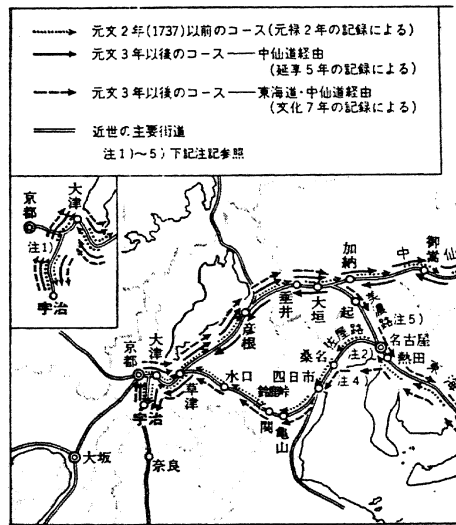 元文2年(1737)以前のコース(元禄2年の記録による)
元文3年以後のコース――中仙道経由
(延享5年の記録による)
元文3年以後のコース――東海道・中仙道経由
(文化7年の記録による)
近世の主要街道
注1)~5)下記注記参照
京都
大津
注1)
宇治
御嵩
中仙
加納
垂井
大垣
起
美濃路
注5)
彦根
佐屋路
名古屋
京都
大津
草津
水口
四日市
桑名
注2)
熱田
注4)
東
宇治
鈴鹿峠
関
亀山
大坂
奈良